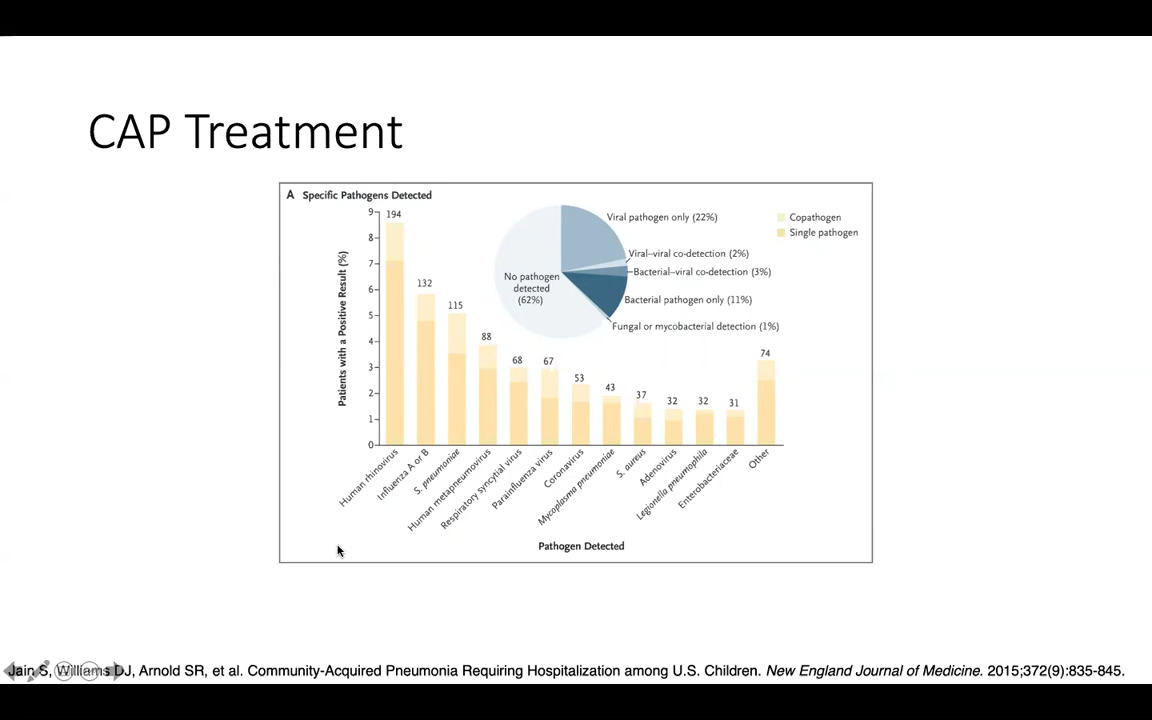 CAP Treatment
A Specific Pathogens Detected
Patients with a Positive Result (%)
9
8
7
6
5
4
3
2
1
0
194
132
115
88
68
67
53
43
37
32
32
31
74
Human rhinovirus
Influenza A or B
S. pneumoniae
Human metapneumovirus
Respiratory syncytial virus
Parainfluenza virus
Coronavirus
Mycoplasma pneumoniae
S. aureus
Adenovirus
Legionella pneumophila
Enterobacteriaceae
Other
Pathogen Detected
No pathogen
detected
(62%)
Viral pathogen only (22%)
Viral–viral co-detection (2%)
Bacterial–viral co-detection (3%)
Bacterial pathogen only (11%)
Fungal or mycobacterial detection (1%)
Copathogen
Single pathogen
Jain S, Williams DJ, Arnold SR, et al. Community-Acquired Pneumonia Requiring Hospitalization among U.S. Children. New England Journal of Medicine. 2015;372(9):835-845.